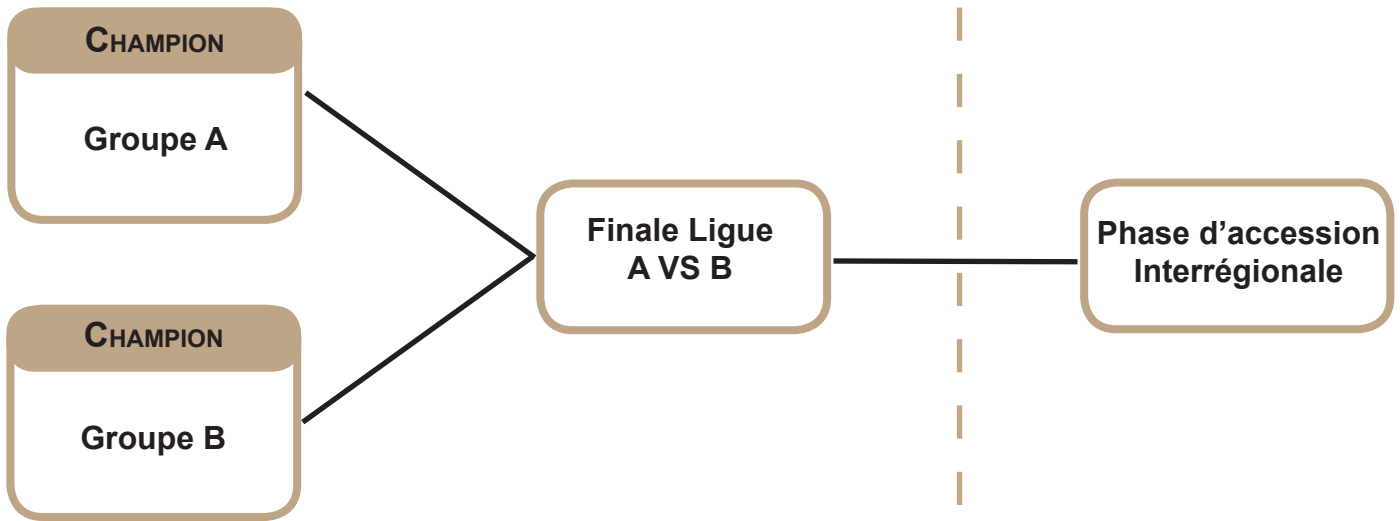 CHAMPION
Groupe A
CHAMPION
Groupe B
Finale Ligue
A VS B
Phase d’accession
Interrégionale